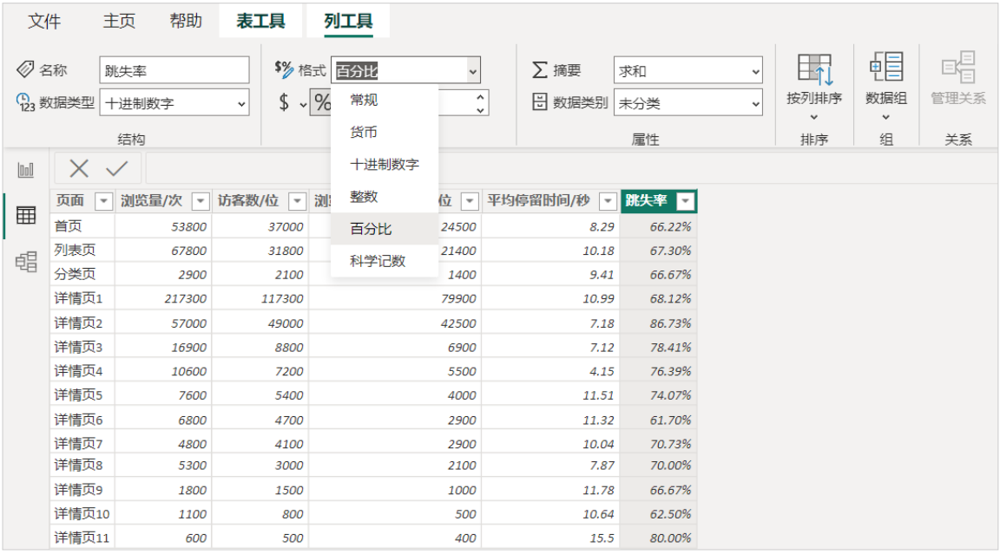 文件 主页 帮助 表工具 列工具
名称 跳失率 $% 格式 百分比 摘要 求和
数据类型 十进制数字 $ % 数据类别 未分类 按列排序 数据组 管理关系
结构 属性 排序 组 关系
常规
货币
十进制数字
整数
百分比
科学记数
页面 浏览量/次 访客数/位 浏 位 平均停留时间/秒 跳失率
首页 53800 37000 24500 8.29 66.22%
列表页 67800 31800 21400 10.18 67.30%
分类页 2900 2100 1400 9.41 66.67%
详情页1 217300 117300 79900 10.99 68.12%
详情页2 57000 49000 42500 7.18 86.73%
详情页3 16900 8800 6900 7.12 78.41%
详情页4 10600 7200 5500 4.15 76.39%
详情页5 7600 5400 4000 11.51 74.07%
详情页6 6800 4700 2900 11.32 61.70%
详情页7 4800 4100 2900 10.04 70.73%
详情页8 5300 3000 2100 7.87 70.00%
详情页9 1800 1500 1000 11.78 66.67%
详情页10 1100 800 500 10.64 62.50%
详情页11 600 500 400 15.5 80.00%